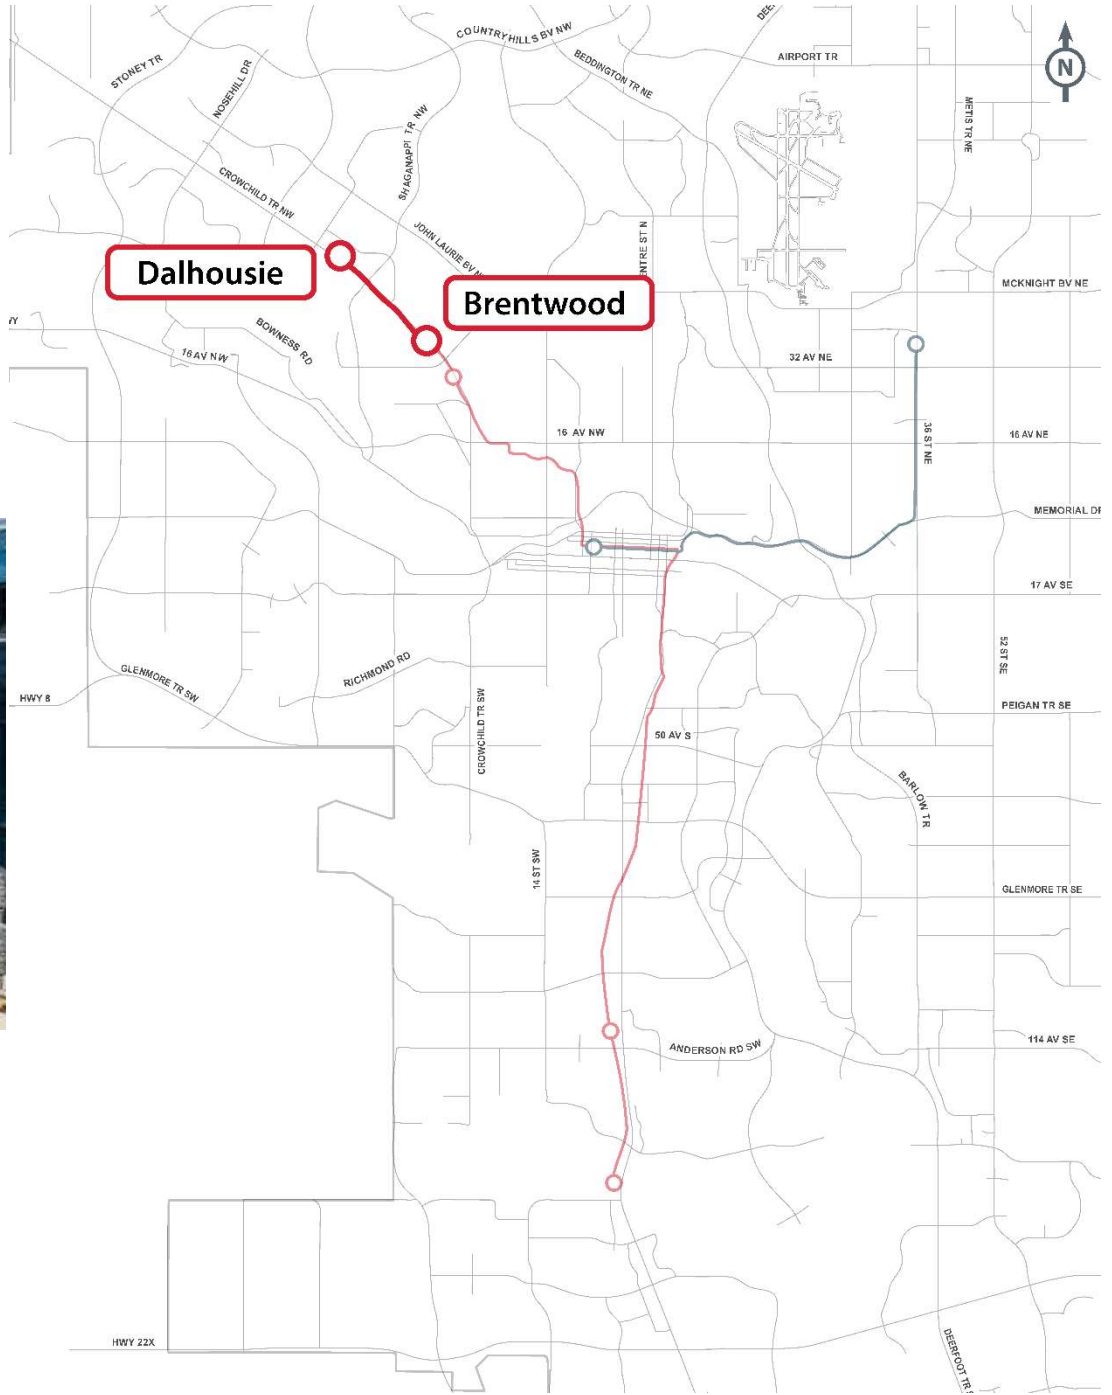 COUNTRY HILLS BV NW
STONEY TR
NOSEHILL DR
BEDDINGTON TR NE
AIRPORT TR
N
METIS TR NE
SHAGANAPPI TR NW
CROWCHILD TR NW
JOHN LAURIE BV
Dalhousie
Brentwood
MCKNIGHT BV NE
BOWNESS RD
16 AV NW
32 AV NE
36 ST NE
16 AV NW
16 AV NE
MEMORIAL
17 AV SE
52 ST SE
GLENMORE TR SW
RICHMOND RD
HWY 8
CROWCHILD TR SW
50 AV S
PEIGAN TR SE
BARLOW TR
14 ST SW
GLENMORE TR SE
ANDERSON RD SW
114 AV SE
HWY 22X
DEERFOOT TR